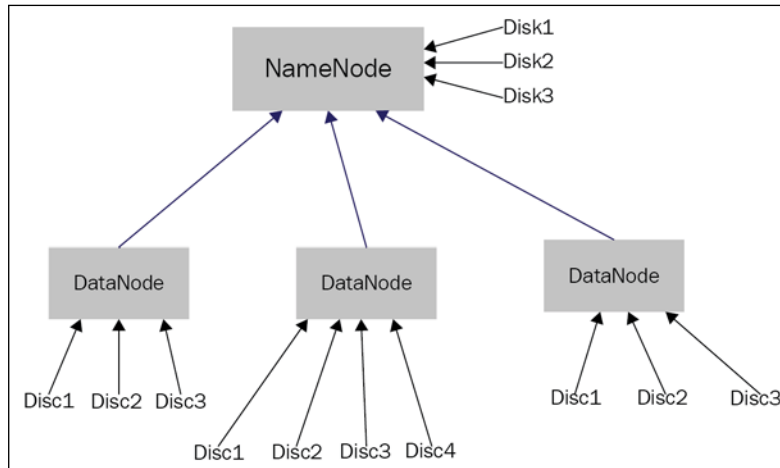 Disk1
NameNode
Disk2
Disk3
DataNode
DataNode
DataNode
Disc1
Disc2
Disc3
Disc1
Disc2
Disc3
Disc4
Disc1
Disc2
Disc3